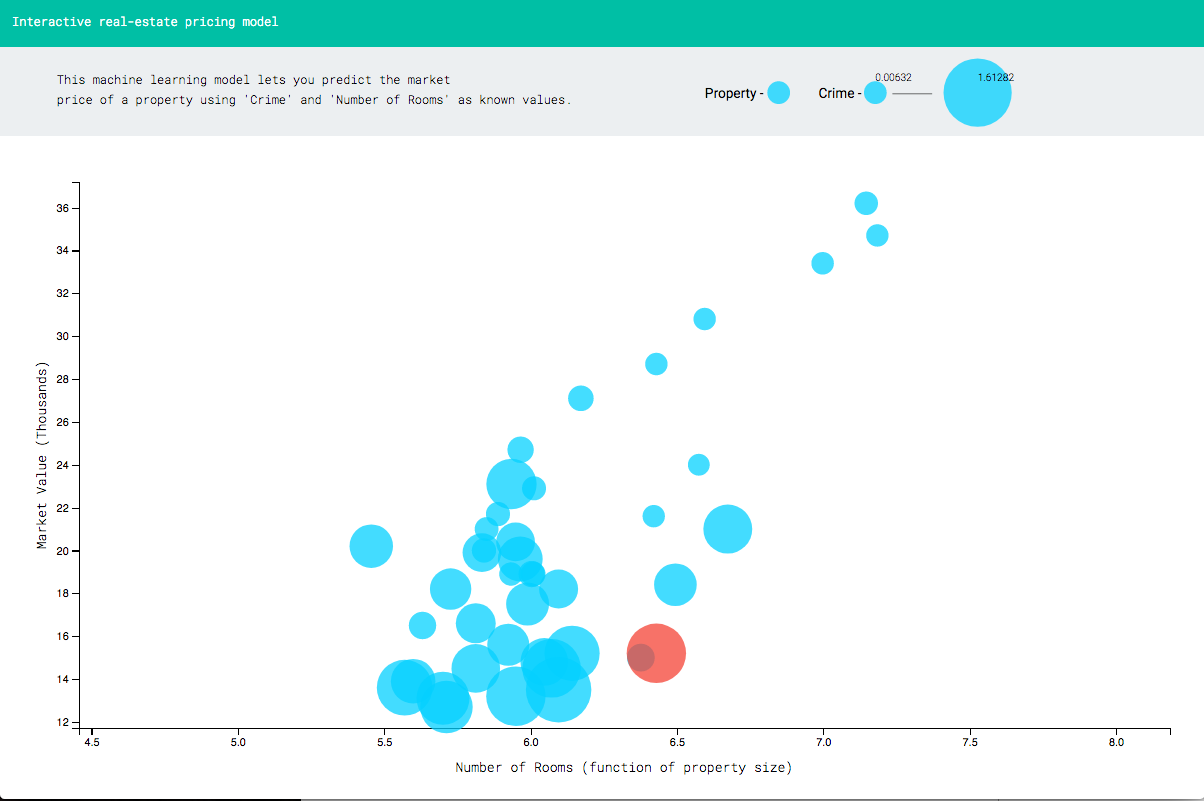 Interactive real-estate pricing model
This machine learning model lets you predict the market
price of a property using 'Crime' and 'Number of Rooms' as known values.
Property -
Crime -
0.00632
1.61282
36
34
32
30
28
26
24
22
20
18
16
14
12
Market Value (Thousands)
4.5 5.0 5.5 6.0 6.5 7.0 7.5 8.0
Number of Rooms (function of property size)